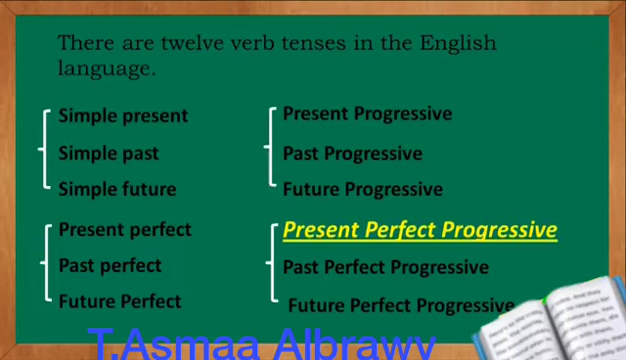 There are twelve verb tenses in the English
language.
Simple present
Simple past
Simple future
Present Progressive
Past Progressive
Future Progressive
Present perfect
Past perfect
Future Perfect
Present Perfect Progressive
Past Perfect Progressive
Future Perfect Progressive
T.Asmaa Albrawy